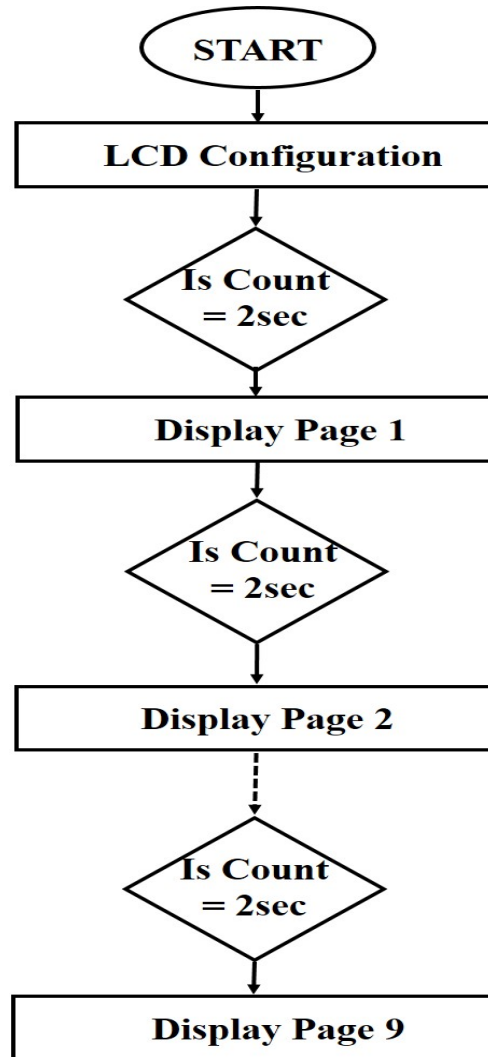 START
LCD Configuration
Is Count
= 2sec
Display Page 1
Is Count
= 2sec
Display Page 2
Is Count
= 2sec
Display Page 9